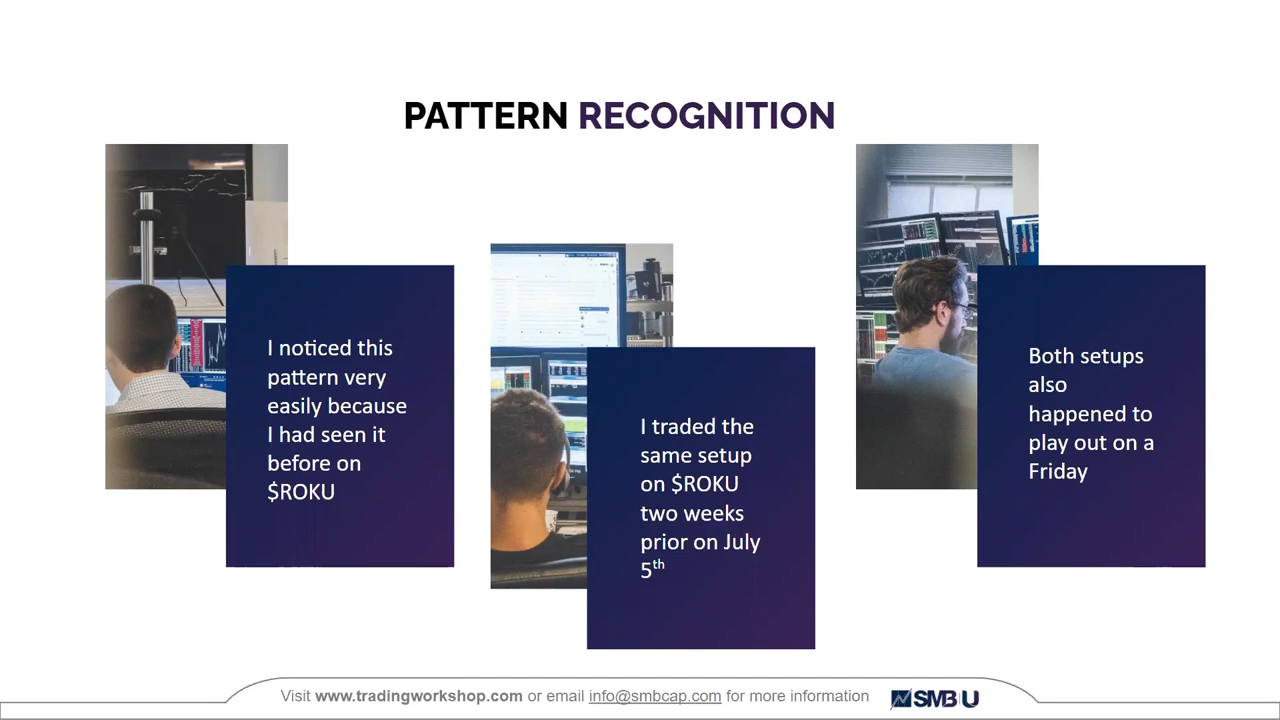 PATTERN RECOGNITION
I noticed this
pattern very
easily because
I had seen it
before on
$ROKU
I traded the
same setup
on $ROKU
two weeks
prior on July
5th
Both setups
also
happened to
play out on a
Friday
Visit www.tradingworkshop.com or email info@smbcap.com for more information
SMB U